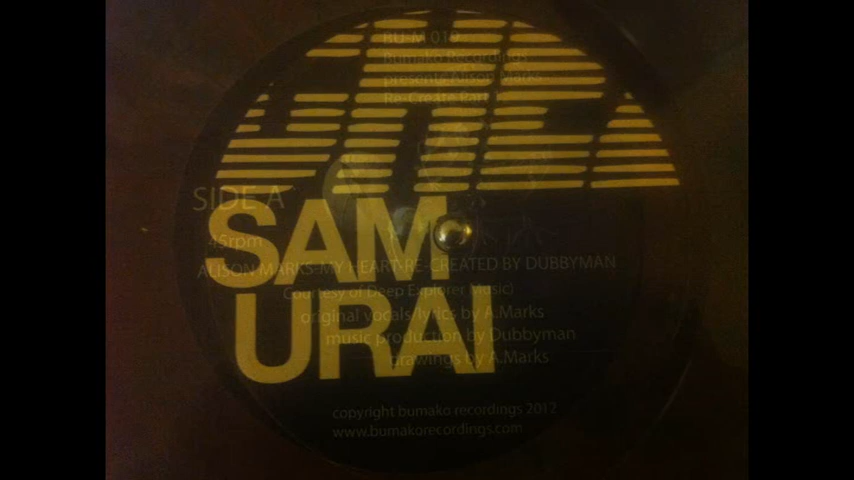 BU-M 019
Bumako Recordings
presents Alison Marks
Re:Create Part
SIDE A
SAM
45rpm
ALISON MARKS-MY HEART-RE-CREATED BY DUBBYMAN
Courtesy of Deep Explorer Music)
URAI
original vocals/lyrics by A.Marks
music production by Dubbyman
drawings by A.Marks
copyright bumako recordings 2012
www.bumakorecordings.com